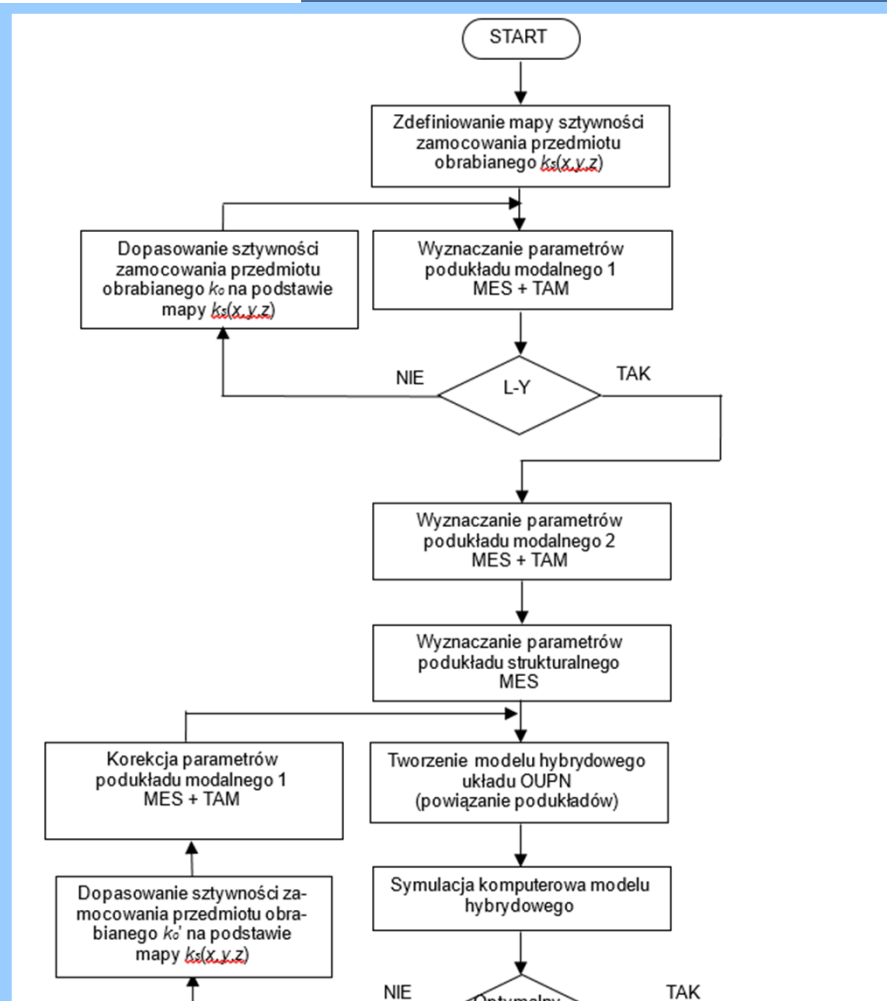 START
Zdefiniowanie mapy sztywności
zamocowania przedmiotu
obrabianego ks(x,y,z)
Dopasowanie sztywności
zamocowania przedmiotu
obrabianego ko na podstawie
mapy ks(x,y,z)
Wyznaczanie parametrów
podukładu modalnego 1
MES + TAM
NIE
L-Y
TAK
Wyznaczanie parametrów
podukładu modalnego 2
MES + TAM
Wyznaczanie parametrów
podukładu strukturalnego
MES
Korekcja parametrów
podukładu modalnego 1
MES + TAM
Tworzenie modelu hybrydowego
układu OUPN
(powiązanie podukładów)
Dopasowanie sztywności za-
mocowania przedmiotu obra-
bianego ko' na podstawie
mapy ks(x,y,z)
Symulacja komputerowa modelu
hybrydowego
NIE
Optymalny
TAK